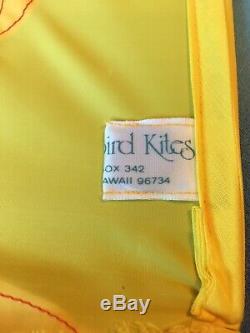 bird Kites
OX 342
AWAII 96734